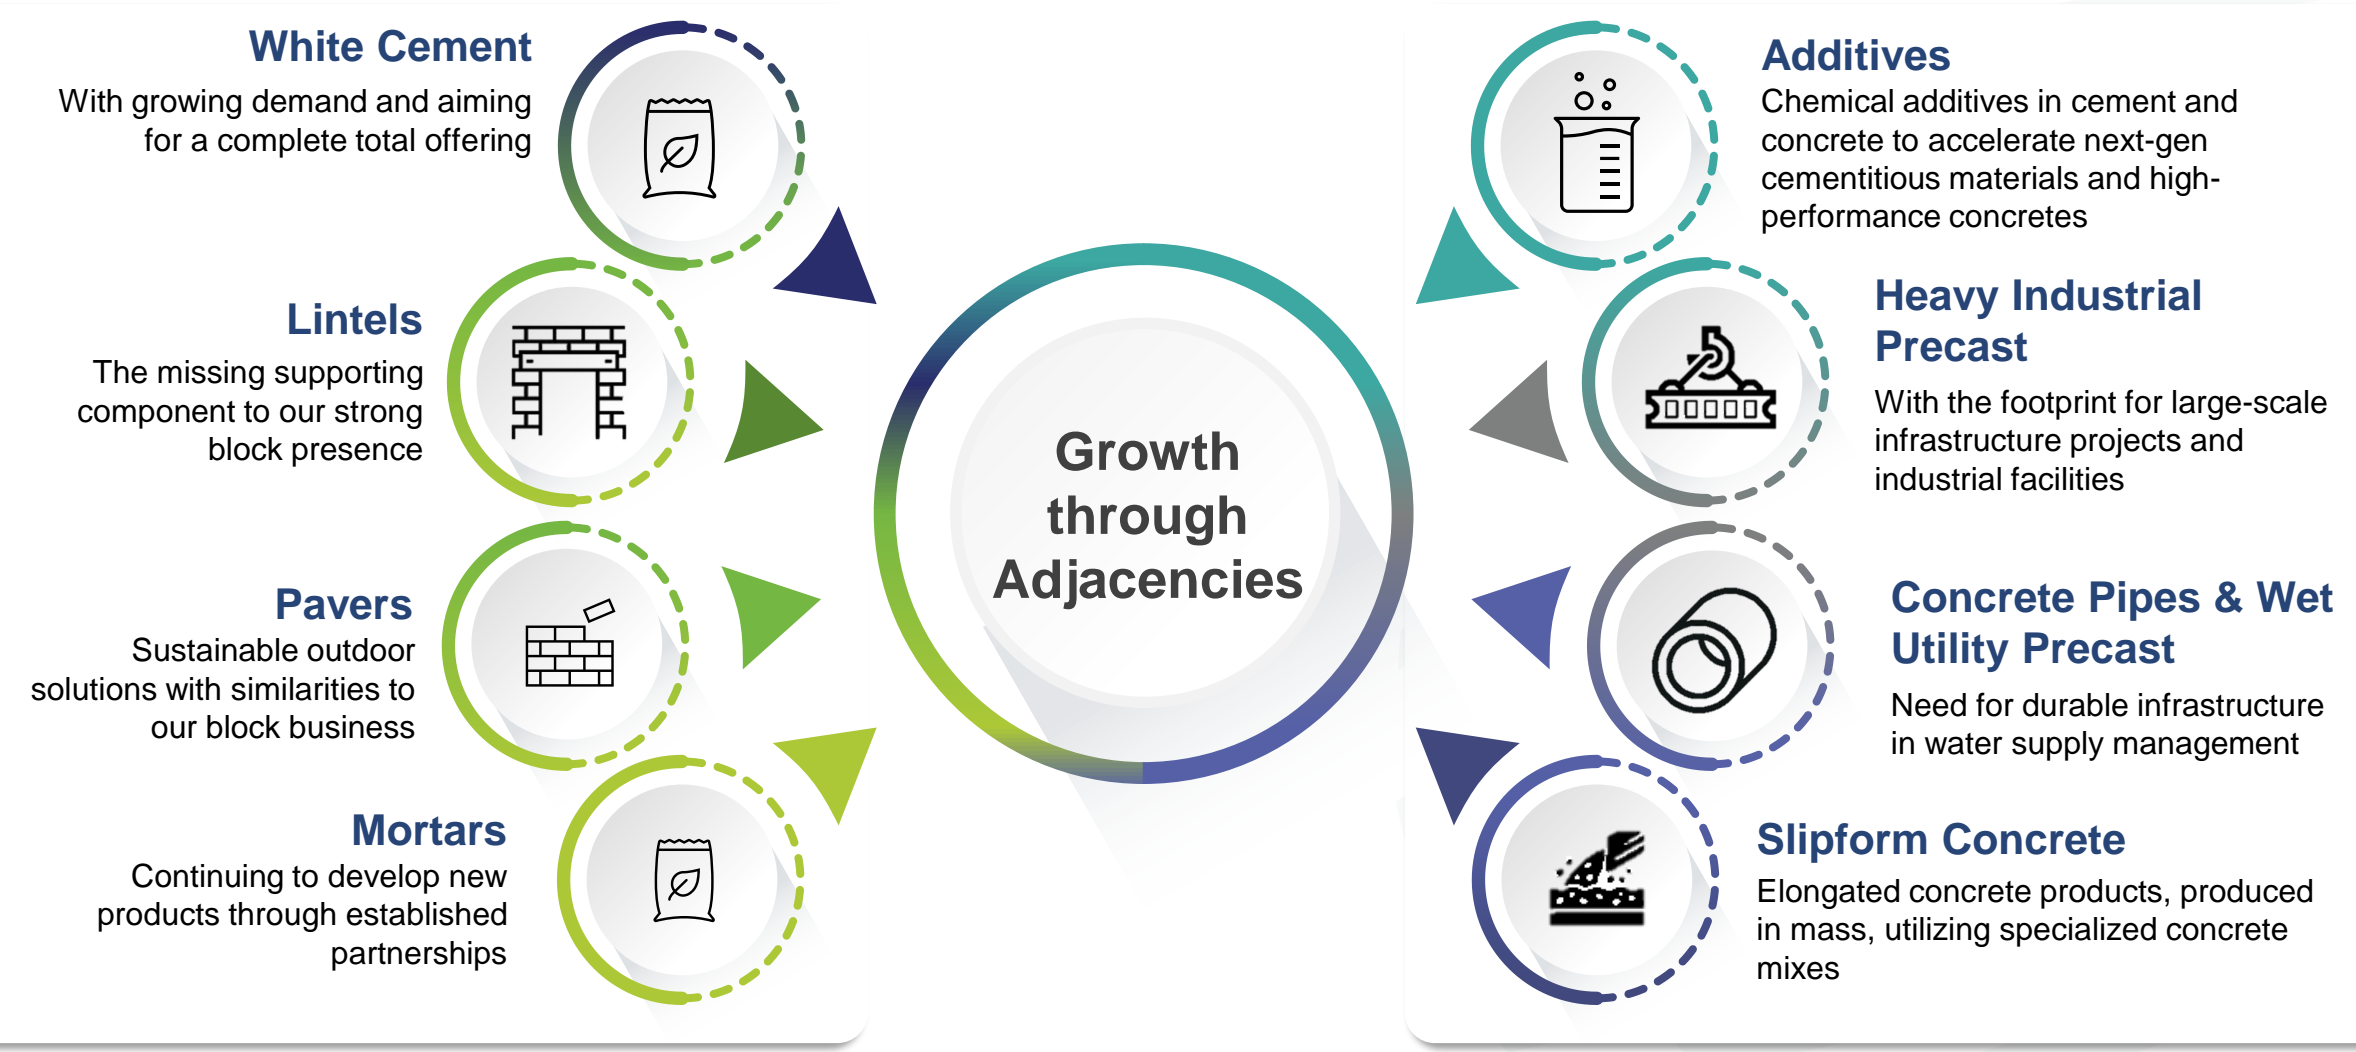 White Cement
With growing demand and aiming
for a complete total offering
Lintels
The missing supporting
component to our strong
block presence
Pavers
Sustainable outdoor
solutions with similarities to
our block business
Mortars
Continuing to develop new
products through established
partnerships
Growth
through
Adjacencies
Additives
Chemical additives in cement and
concrete to accelerate next-gen
cementitious materials and high-
performance concretes
Heavy Industrial
Precast
With the footprint for large-scale
infrastructure projects and
industrial facilities
Concrete Pipes & Wet
Utility Precast
Need for durable infrastructure
in water supply management
Slipform Concrete
Elongated concrete products, produced
in mass, utilizing specialized concrete
mixes